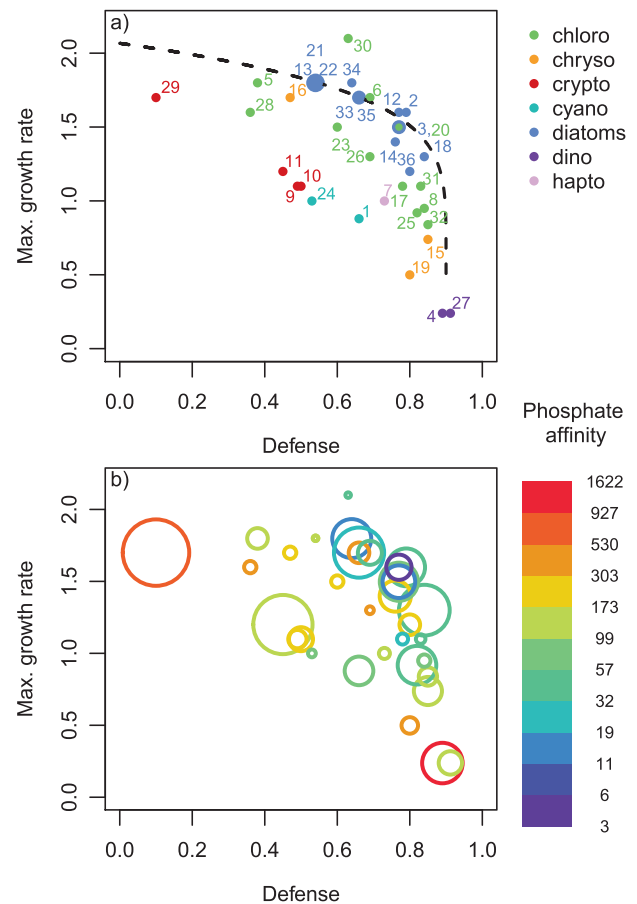 a)
Max. growth rate
2.0
1.5
1.0
0.5
0.0
30
21
13 22 34
5
16
6
29
28
33 35
12 2
3, 20
23
26
14 36 18
11
10
9
24
7
17
31
1
25
8
32
15
19
4 27
0.0 0.2 0.4 0.6 0.8 1.0
Defense
chloro
chryso
crypto
cyano
diatoms
dino
hapto
b)
Max. growth rate
2.0
1.5
1.0
0.5
0.0
0.0 0.2 0.4 0.6 0.8 1.0
Defense
Phosphate
affinity
1622
927
530
303
173
99
57
32
19
11
6
3